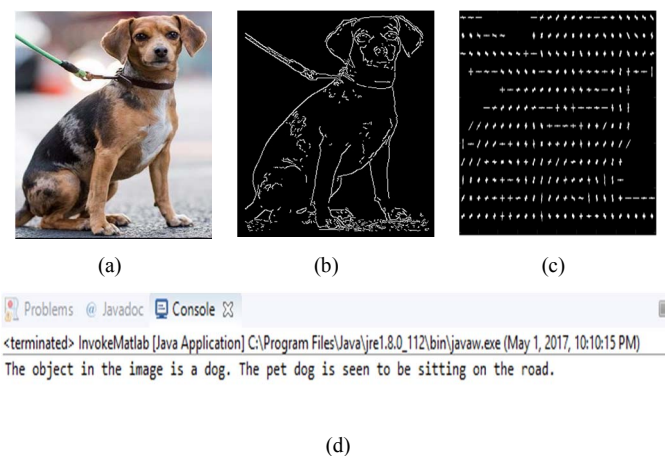 (a) (b) (c)
Problems @ Javadoc Console
<terminated> InvokeMatlab [Java Application] C:\Program Files\Java\jre1.8.0_112\bin\javaw.exe (May 1, 2017, 10:10:15 PM)
The object in the image is a dog. The pet dog is seen to be sitting on the road.
(d)